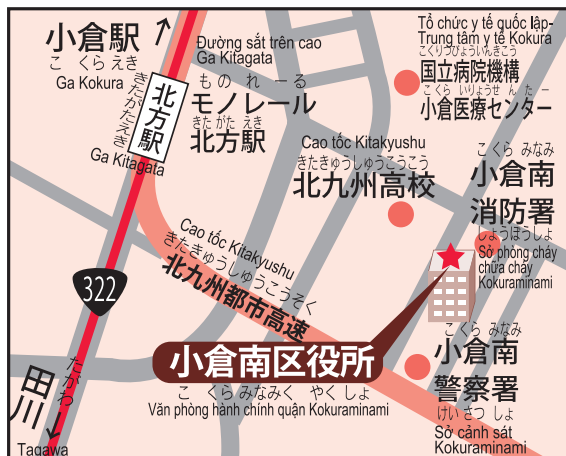 小倉駅
こ くら えき
Ga Kokura
Đường sắt trên cao
Ga Kitagata
も の れ ー る
モノレール
きた がた えき
北方駅
きたがたえき
北方駅
Ga Kitagata
Tổ chức y tế quốc lập-
Trung tâm y tế Kokura
こくりつびょういんきこう
国立病院機構
こくら いりょうせ ん た ー
小倉医療センター
Cao tốc Kitakyushu
きたきゅうしゅうこうこう
北九州高校
こ くら みなみ
小倉南
消防署
しょうぼうしょ
Sở phòng cháy
chữa cháy
Kokuraminami
Cao tốc Kitakyushu
きたきゅうしゅうこうそく
北九州都市高速
322
小倉南区役所
こ くら みなみく やく しょ
Văn phòng hành chính quận Kokuraminami
こ くら みなみ
小倉南
警察署
けい さつ しょ
Sở cảnh sát
Kokuraminami
たがわ
田川
Tagawa